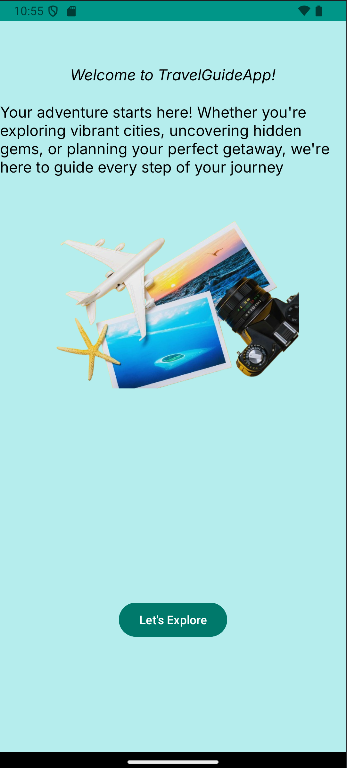 10:55
Welcome to TravelGuideApp!
Your adventure starts here! Whether you're
exploring vibrant cities, uncovering hidden
gems, or planning your perfect getaway, we're
here to guide every step of your journey
Let's Explore